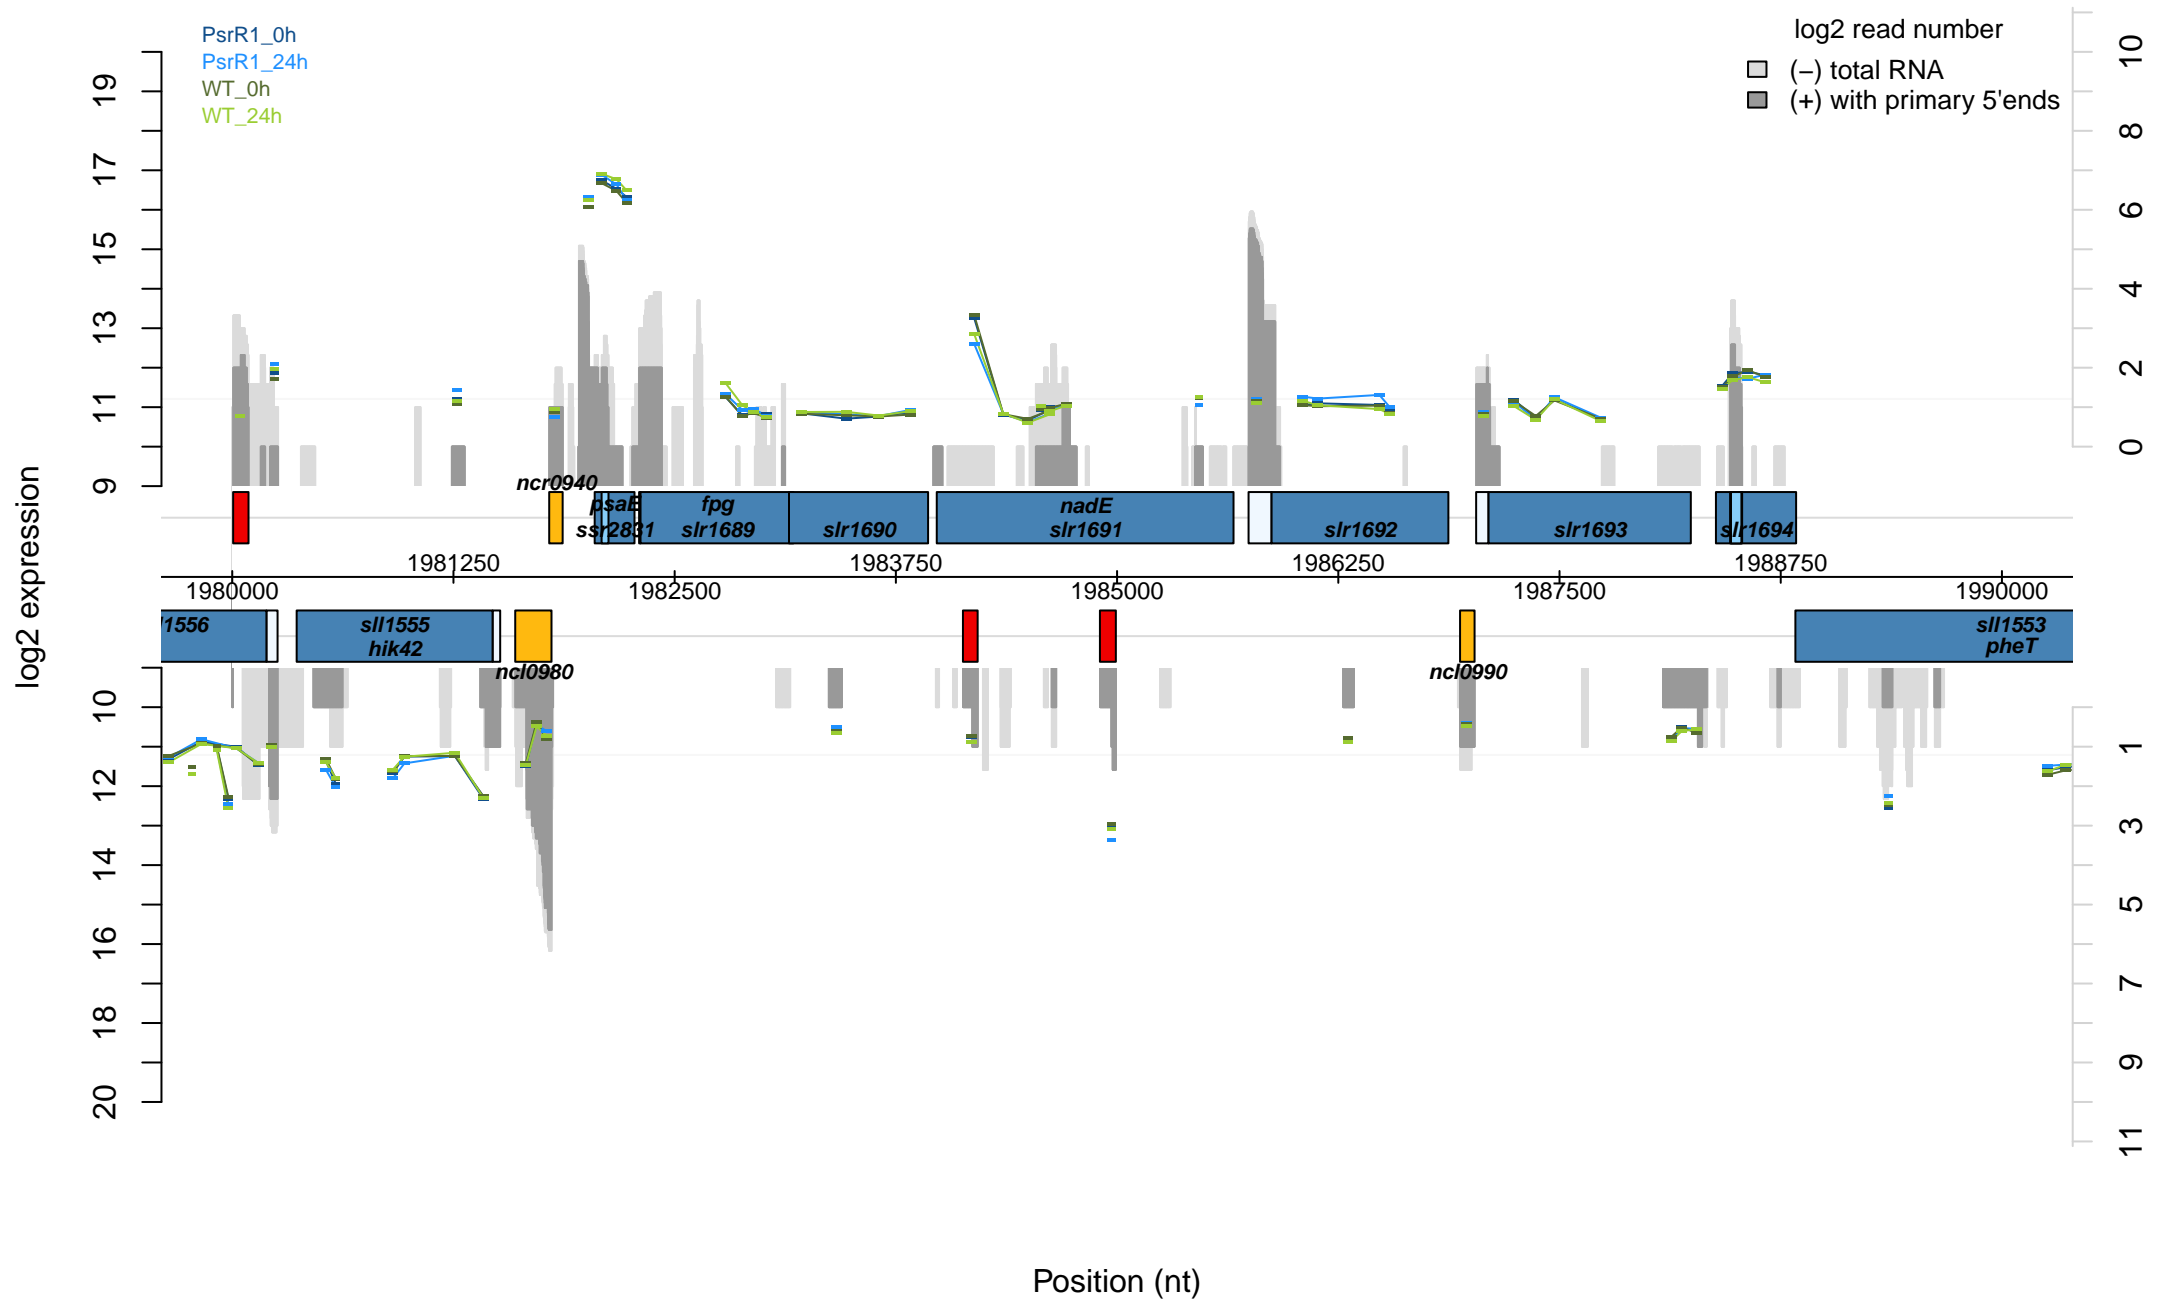 PsrR1_0h
PsrR1_24h
WT_0h
WT_24h
log2 read number
(−) total RNA
(+) with primary 5'ends
19
17
15
13
11
9
10
8
6
4
2
0
log2 expression
ncr0940
psaE
ssr2831
fpg
slr1689
slr1690
nadE
slr1691
slr1692
slr1693
slr1694
1981250
1983750
1986250
1988750
1980000
1982500
1985000
1987500
1990000
1556
sll1555
hik42
ncl0980
ncl0990
sll1553
pheT
10
12
14
16
18
20
1
3
5
7
9
11
Position (nt)